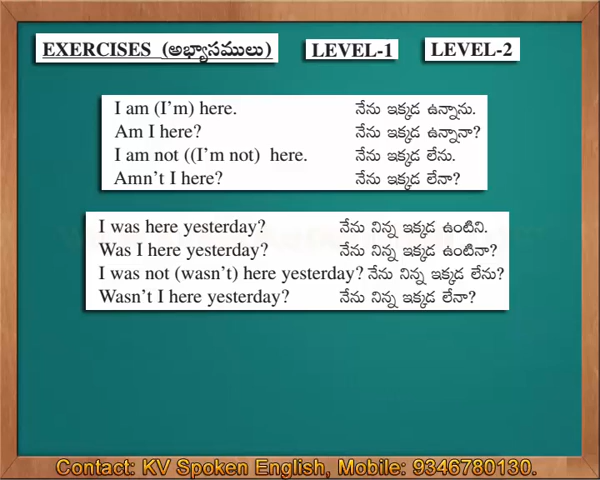 EXERCISES (అభ్యాసములు) LEVEL-1 LEVEL-2
I am (I’m) here. నేను ఇక్కడ ఉన్నాను.
Am I here? నేను ఇక్కడ ఉన్నానా?
I am not ((I’m not) here. నేను ఇక్కడ లేను.
Amn’t I here? నేను ఇక్కడ లేనా?
I was here yesterday? నేను నిన్న ఇక్కడ ఉంటిని.
Was I here yesterday? నేను నిన్న ఇక్కడ ఉంటినా?
I was not (wasn’t) here yesterday? నేను నిన్న ఇక్కడ లేను?
Wasn’t I here yesterday? నేను నిన్న ఇక్కడ లేనా?
Contact: KV Spoken English, Mobile: 9346780130.